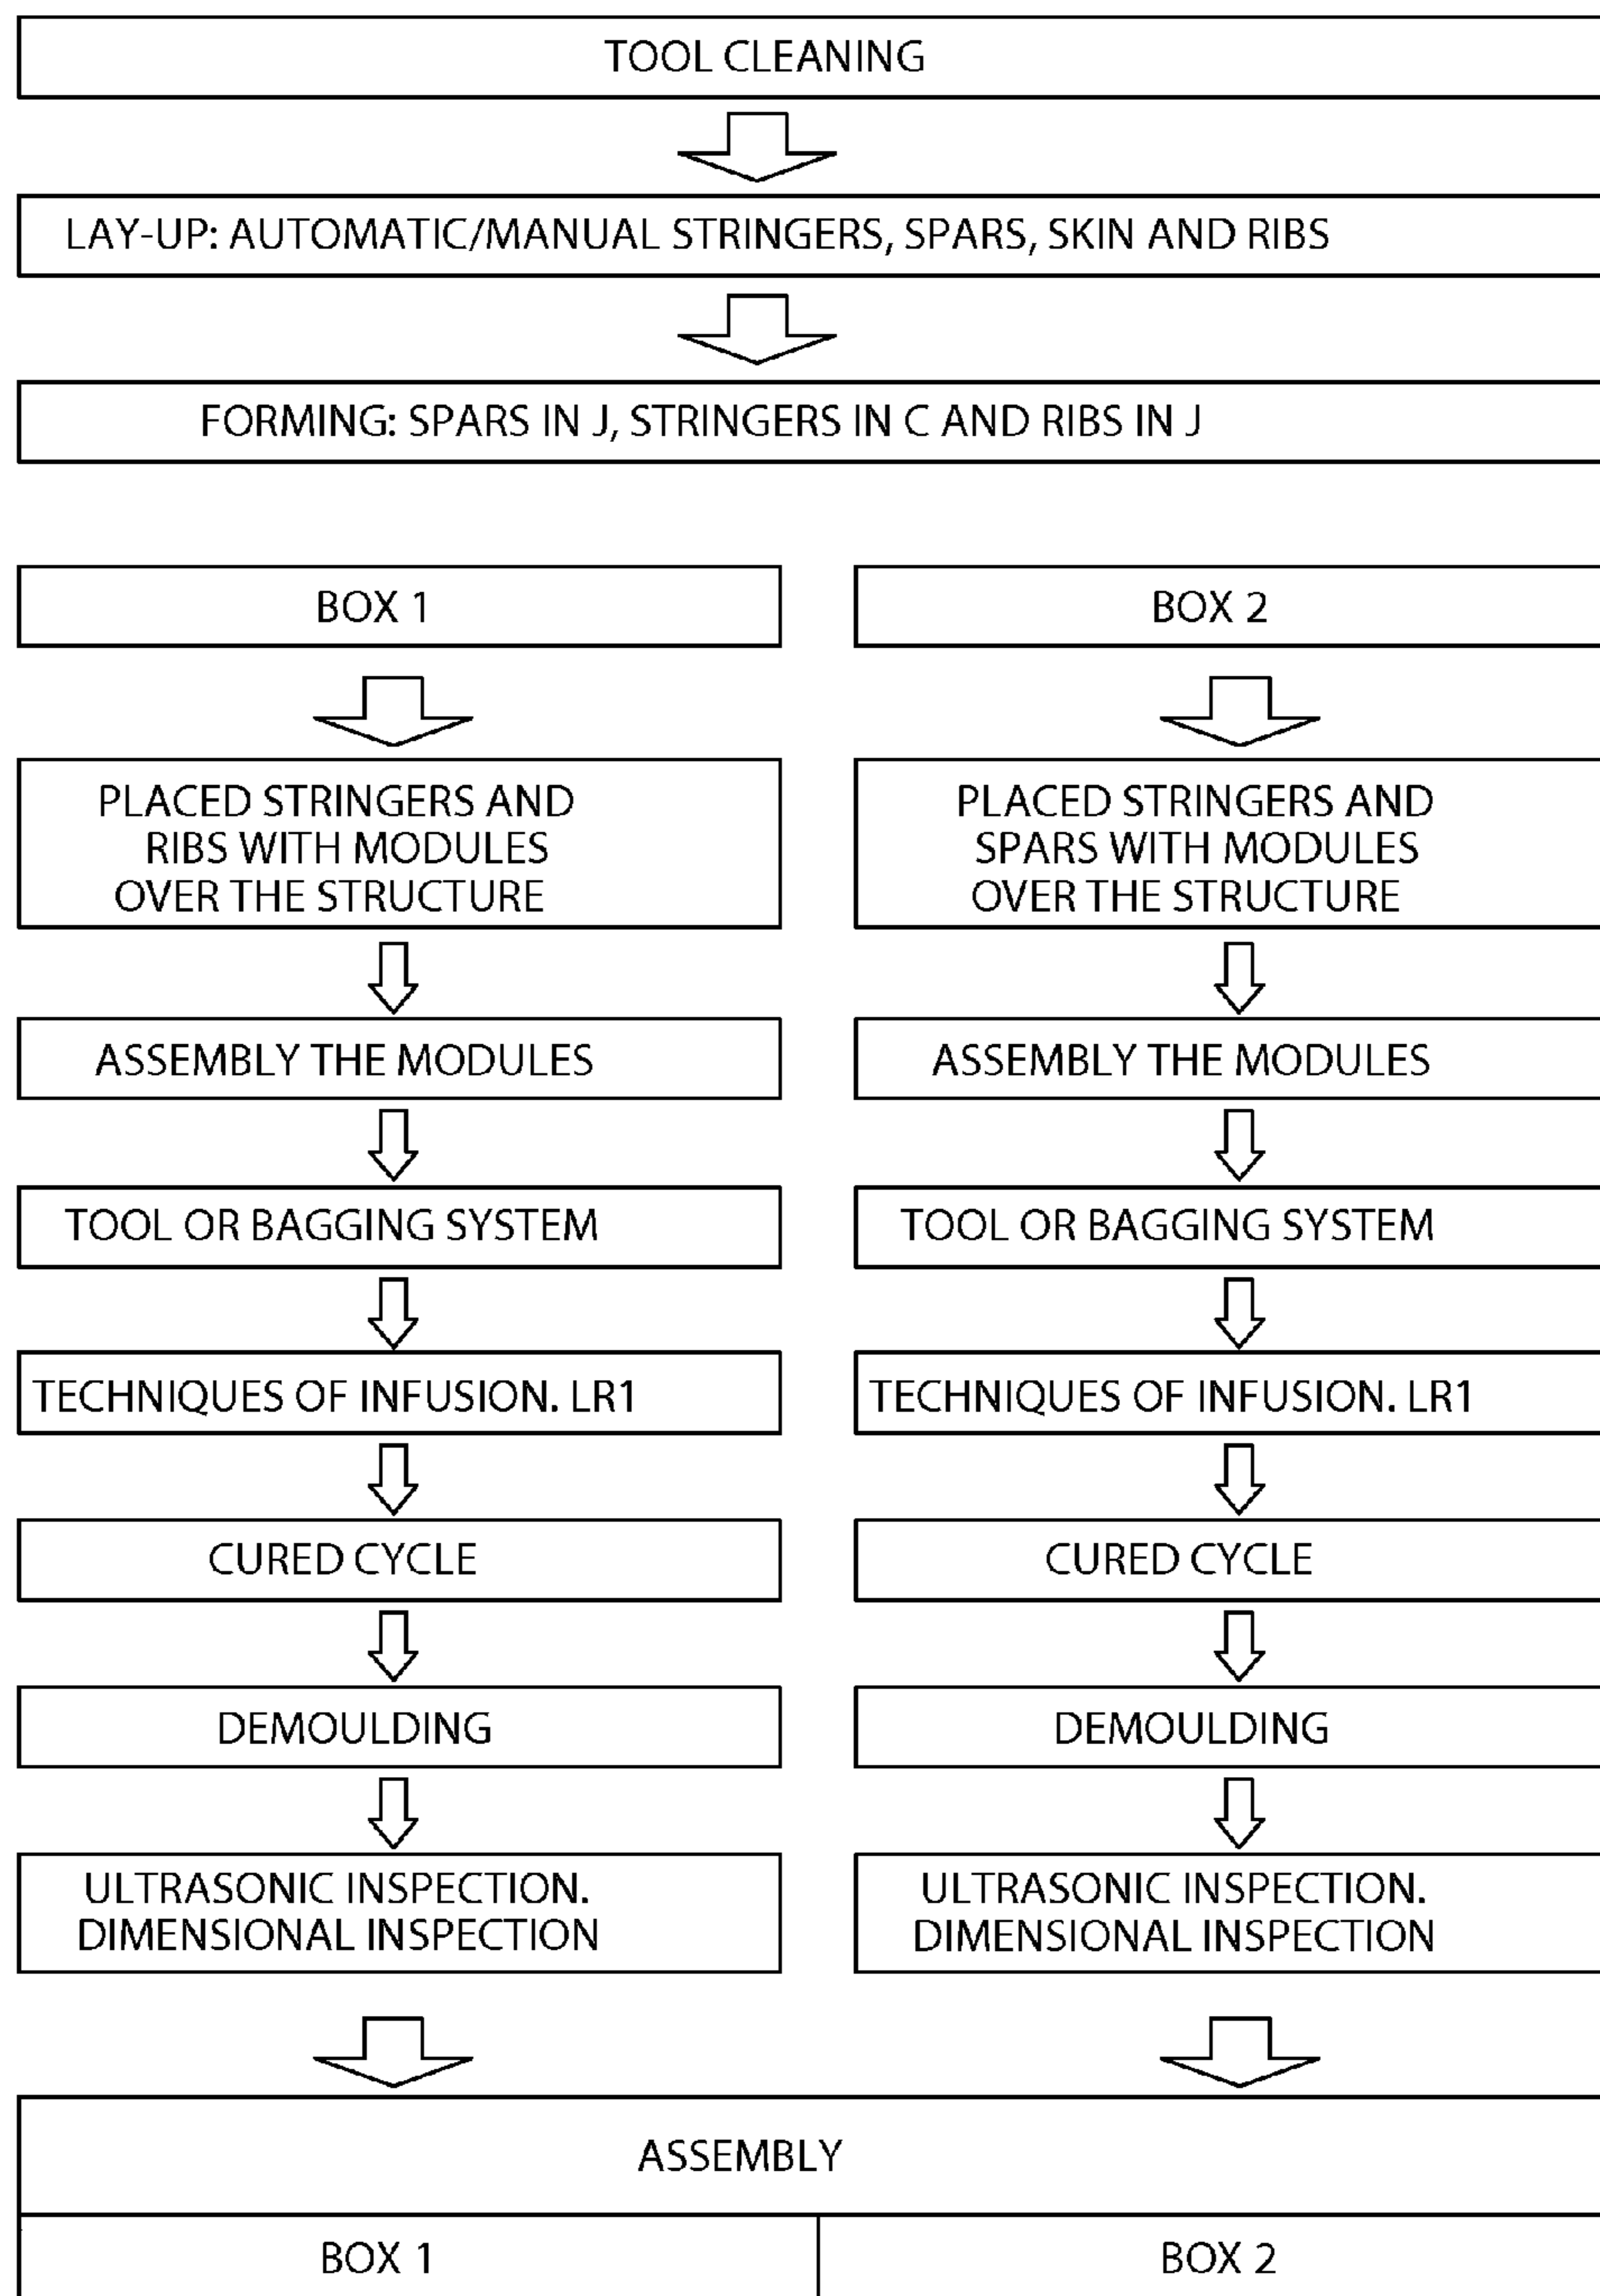 TOOL CLEANING
LAY-UP: AUTOMATIC/MANUAL STRINGERS, SPARS, SKIN AND RIBS
FORMING: SPARS IN J, STRINGERS IN C AND RIBS IN J
BOX 1
PLACED STRINGERS AND
RIBS WITH MODULES
OVER THE STRUCTURE
ASSEMBLY THE MODULES
TOOL OR BAGGING SYSTEM
TECHNIQUES OF INFUSION. LR1
CURED CYCLE
DEMOULDING
ULTRASONIC INSPECTION.
DIMENSIONAL INSPECTION
BOX 2
PLACED STRINGERS AND
SPARS WITH MODULES
OVER THE STRUCTURE
ASSEMBLY THE MODULES
TOOL OR BAGGING SYSTEM
TECHNIQUES OF INFUSION. LR1
CURED CYCLE
DEMOULDING
ULTRASONIC INSPECTION.
DIMENSIONAL INSPECTION
ASSEMBLY
BOX 1
BOX 2